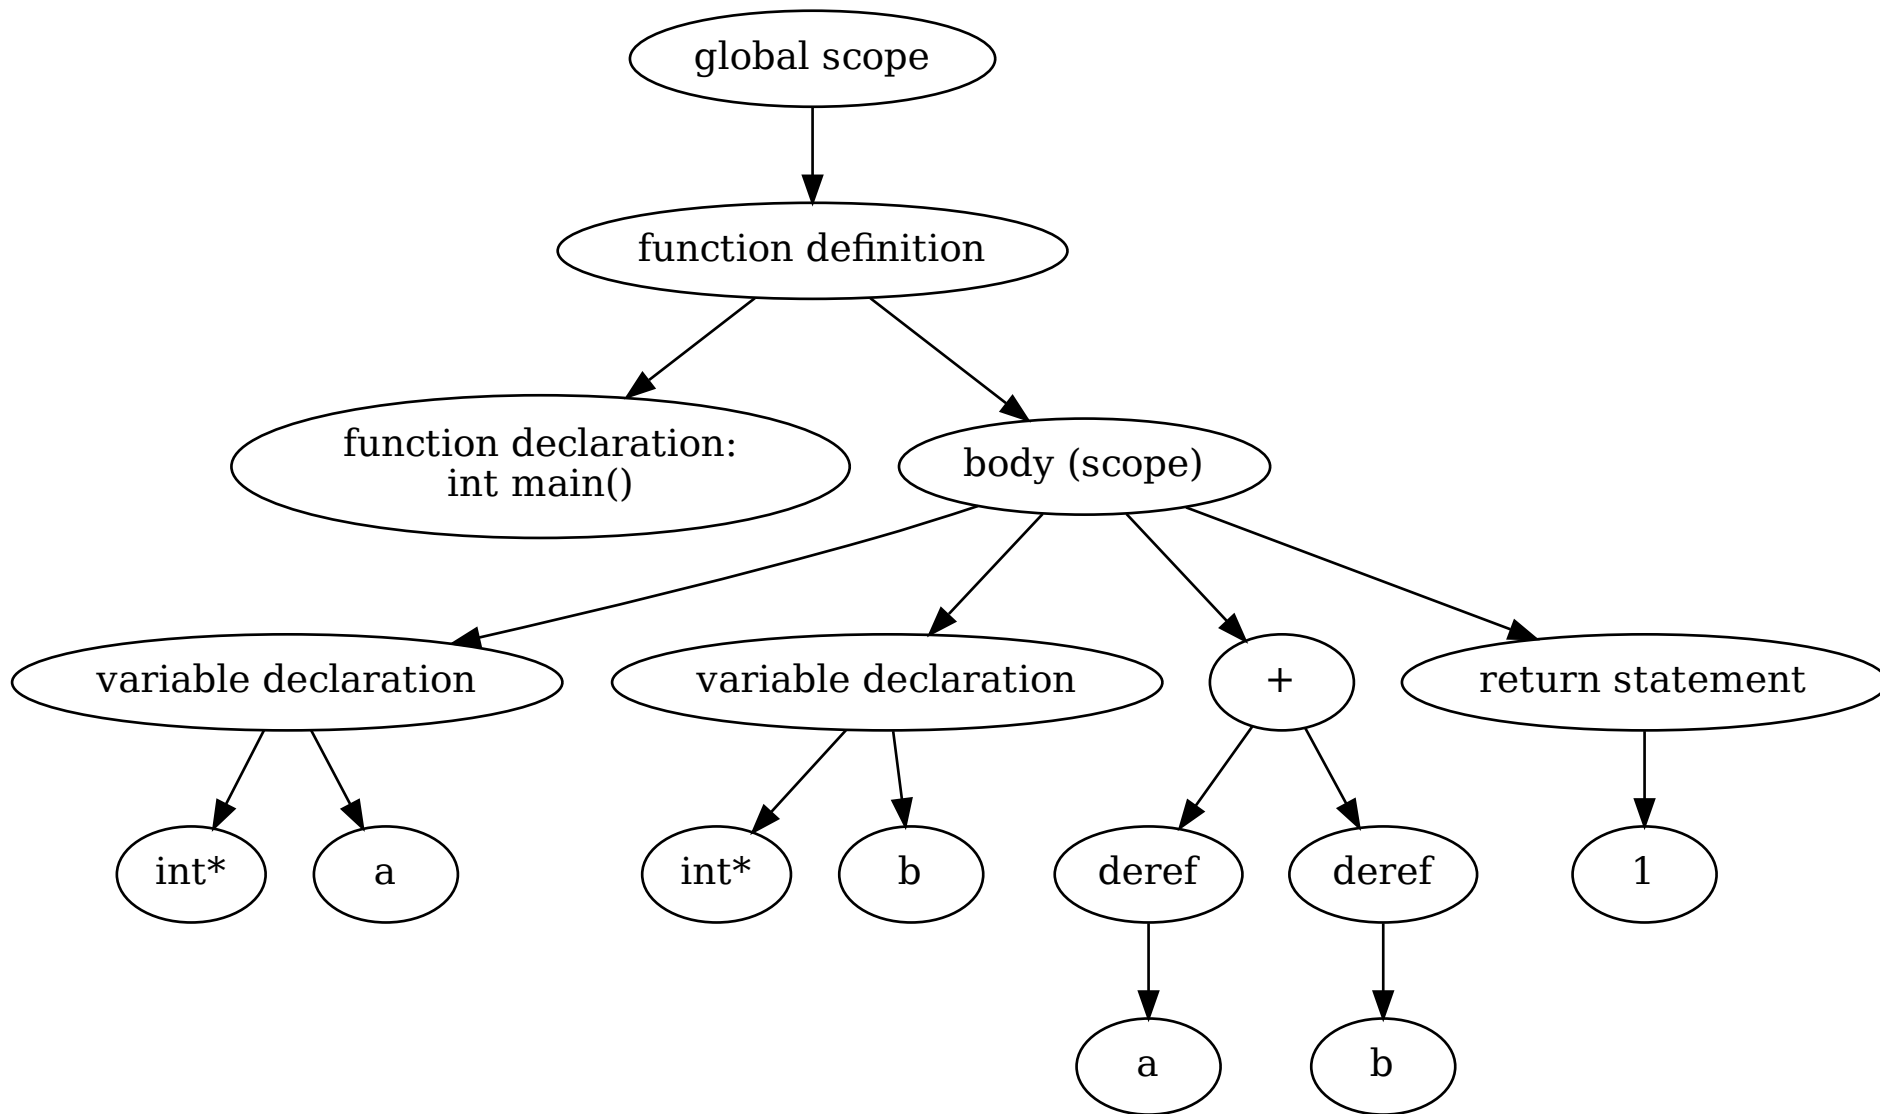 global scope
function definition
function declaration:
int main()
body (scope)
variable declaration
variable declaration
+
return statement
int*
a
int*
b
deref
deref
1
a
b